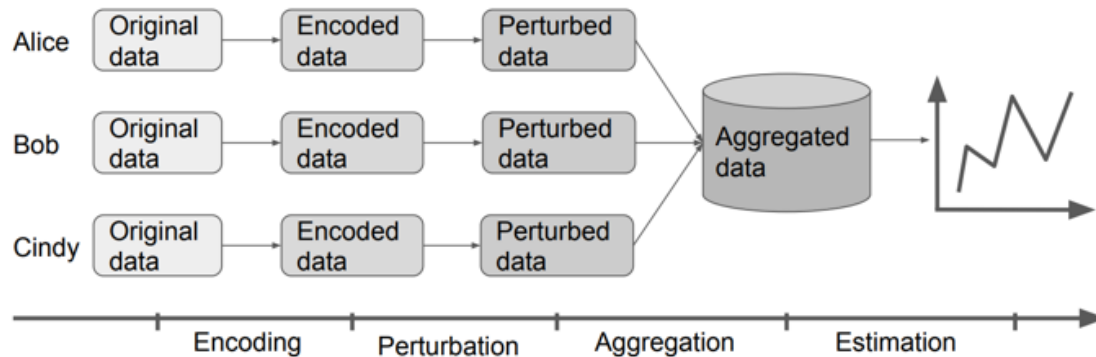 Alice
Original
data
Encoded
data
Perturbed
data
Bob
Original
data
Encoded
data
Perturbed
data
Aggregated
data
Cindy
Original
data
Encoded
data
Perturbed
data
Encoding
Perturbation
Aggregation
Estimation